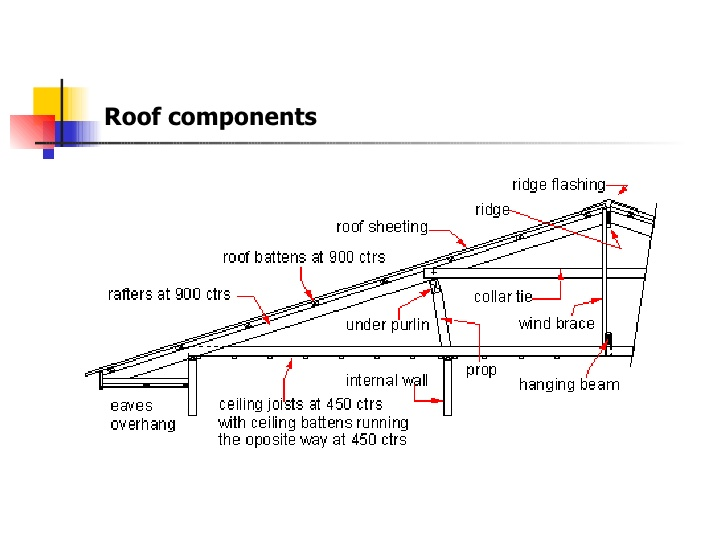 Roof components
ridge flashing
ridge
roof sheeting
roof battens at 900 ctrs
rafters at 900 ctrs
collar tie
under purlin
wind brace
prop
internal wall
hanging beam
eaves
overhang
ceiling joists at 450 ctrs
with ceiling battens running
the oposite way at 450 ctrs